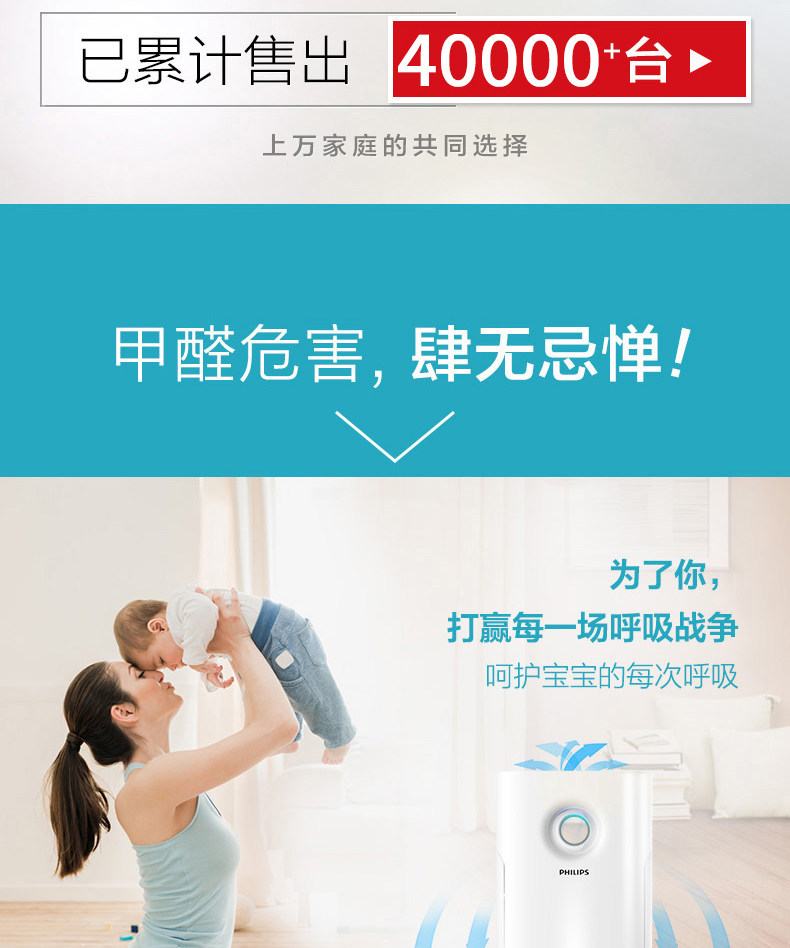 已累计售出 40000+台
上万家庭的共同选择
甲醛危害，肆无忌惮！
为了你，
打赢每一场呼吸战争
呵护宝宝的每次呼吸
PHILIPS